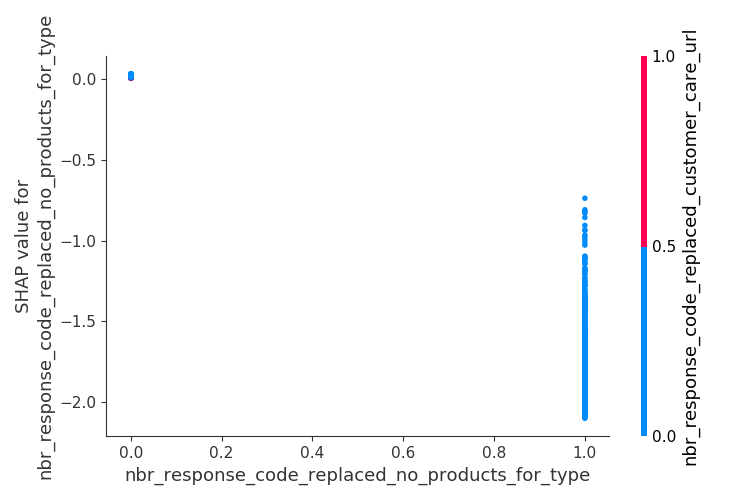 SHAP value for
nbr_response_code_replaced_no_products_for_type
0.0
−0.5
−1.0
−1.5
−2.0
0.0 0.2 0.4 0.6 0.8 1.0
nbr_response_code_replaced_no_products_for_type
1.0
0.5
0.0
nbr_response_code_replaced_customer_care_url